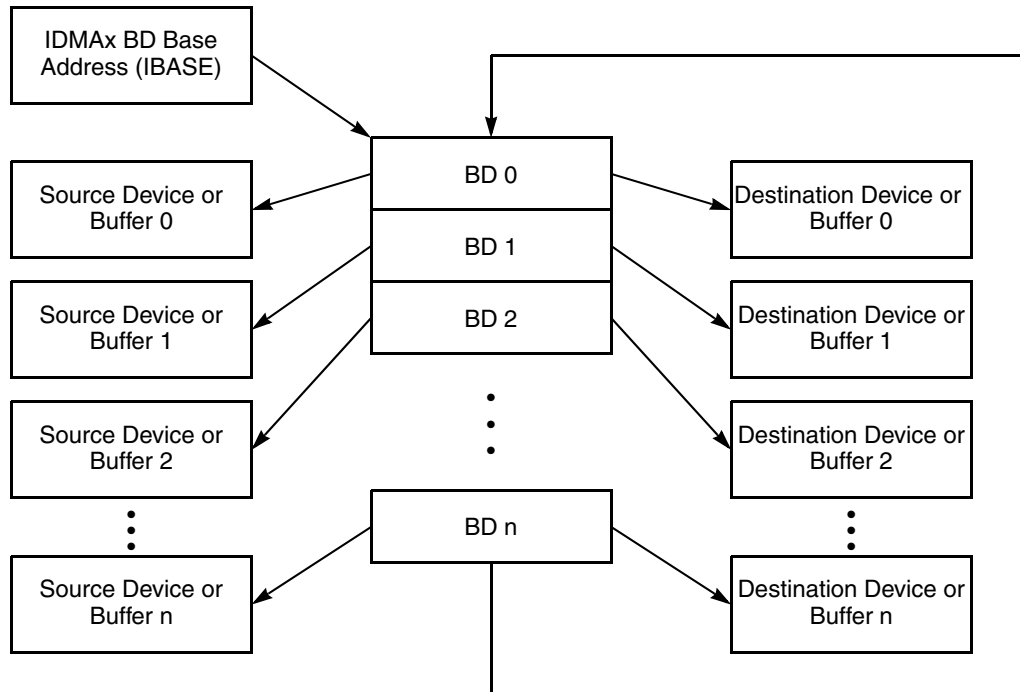 IDMAx BD Base
Address (IBASE)
BD 0
Source Device or
Buffer 0
Destination Device or
Buffer 0
BD 1
Source Device or
Buffer 1
Destination Device or
Buffer 1
BD 2
Source Device or
Buffer 2
Destination Device or
Buffer 2
BD n
Source Device or
Buffer n
Destination Device or
Buffer n